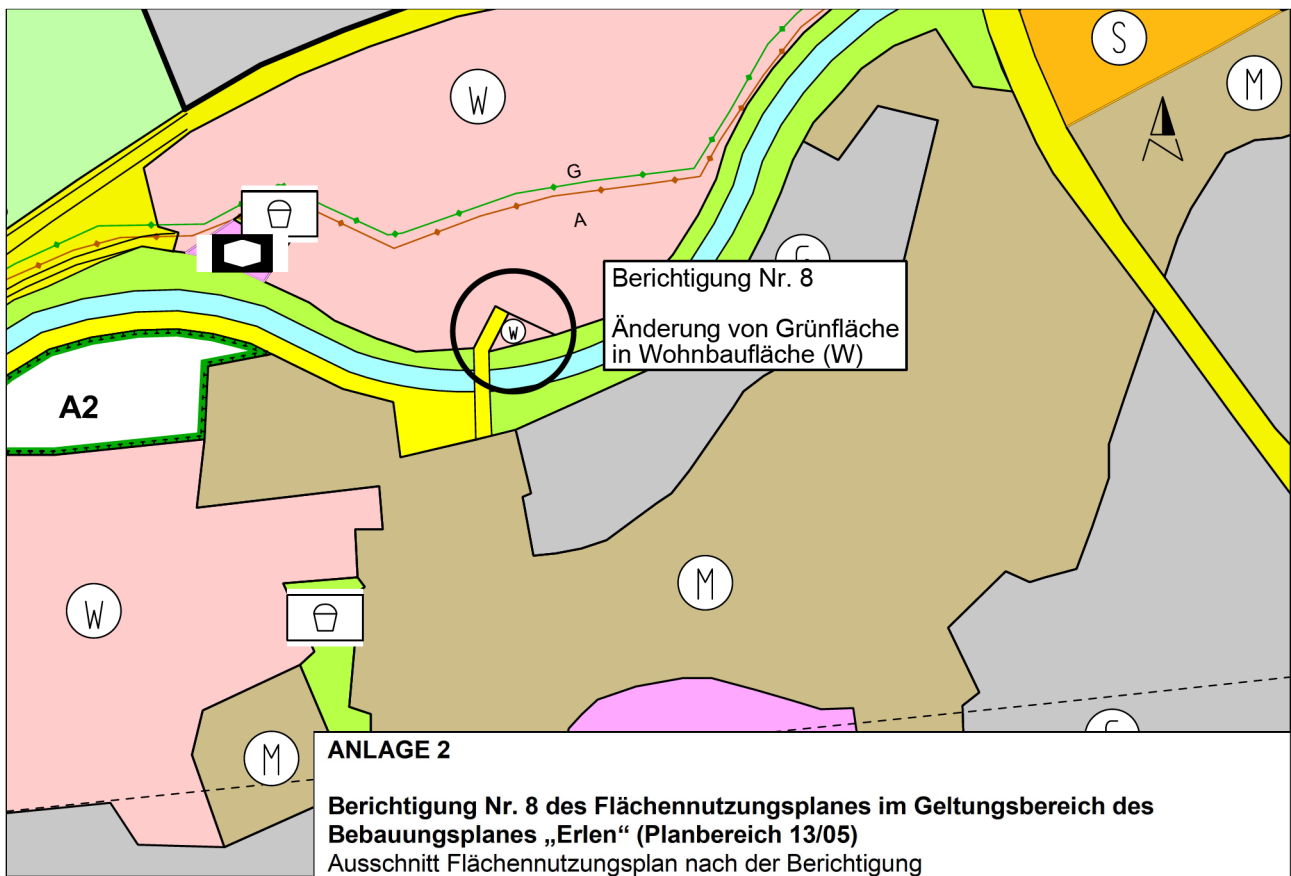 S
M
W
G
A
G
Berichtigung Nr. 8
Änderung von Grünfläche
in Wohnbaufläche (W)
W
A2
M
W
M
G
ANLAGE 2
Berichtigung Nr. 8 des Flächennutzungsplanes im Geltungsbereich des
Bebauungsplanes „Erlen“ (Planbereich 13/05)
Ausschnitt Flächennutzungsplan nach der Berichtigung